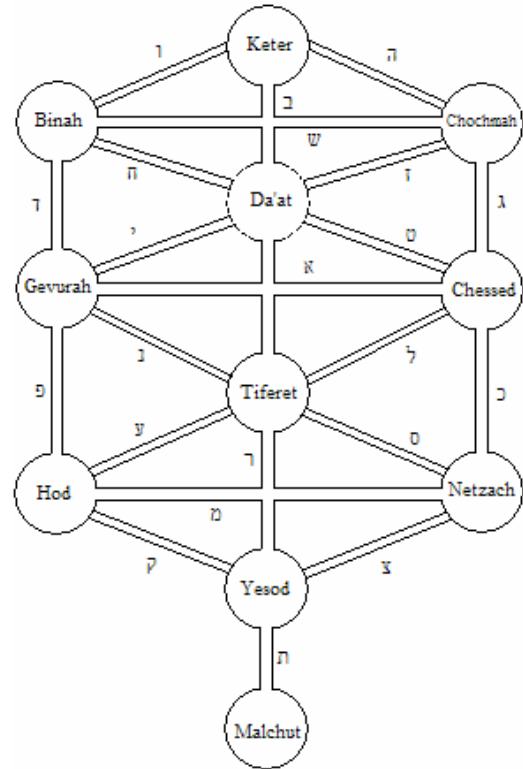 Keter
ו
ה
ב
Binah
Chochmah
ש
ח
ז
Da'at
ד
ג
י
ט
א
Gevurah
Chessed
נ
ל
פ
Tiferet
כ
ע
ר
ס
Hod
Netzach
מ
ק
צ
Yesod
ת
Malchut